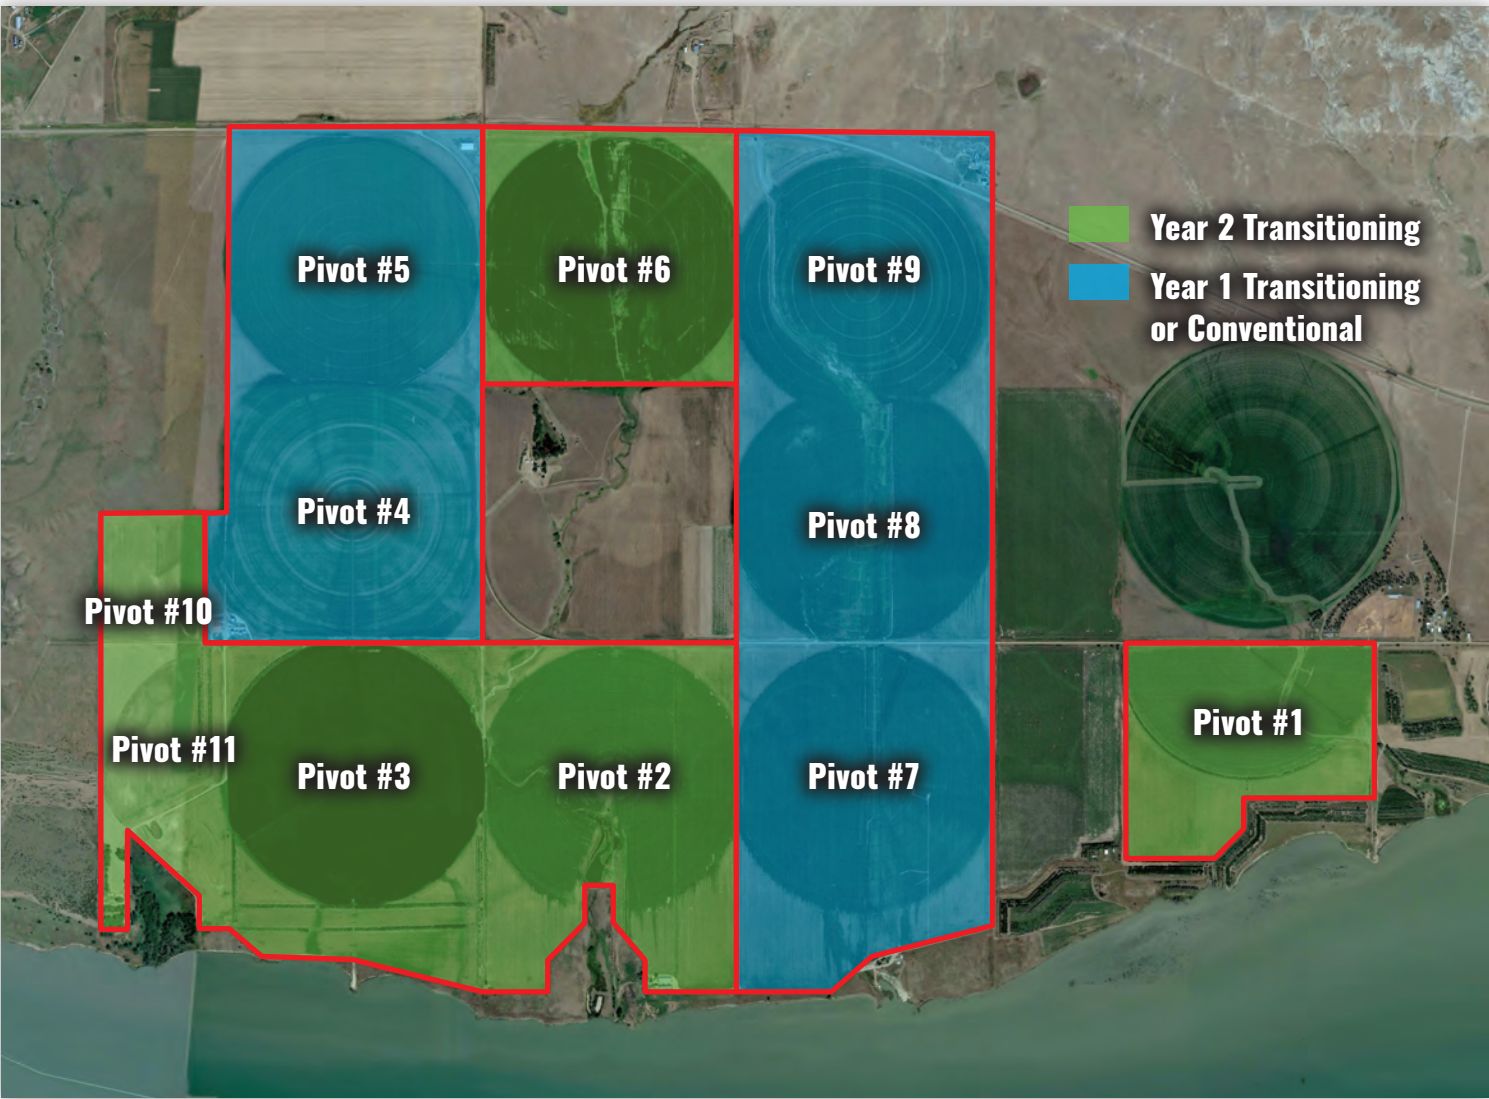 Pivot #5
Pivot #6
Pivot #9
Year 2 Transitioning
Year 1 Transitioning
or Conventional
Pivot #4
Pivot #8
Pivot #10
Pivot #11
Pivot #3
Pivot #2
Pivot #7
Pivot #1